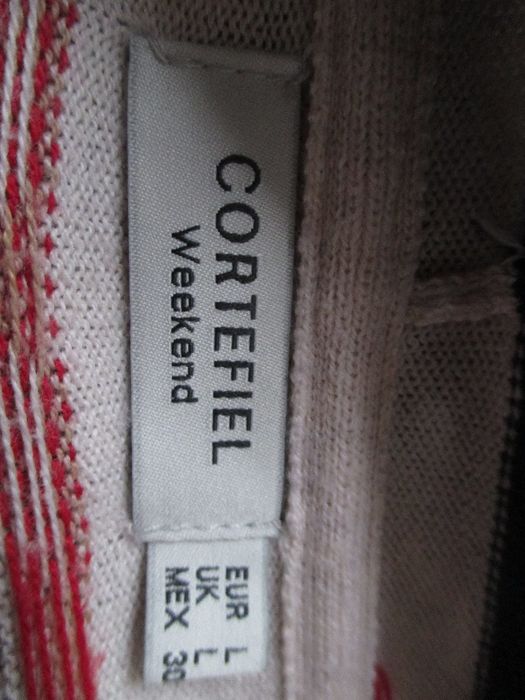 CORTEFIEL
Weekend
EUR L
UK L
MEX 30